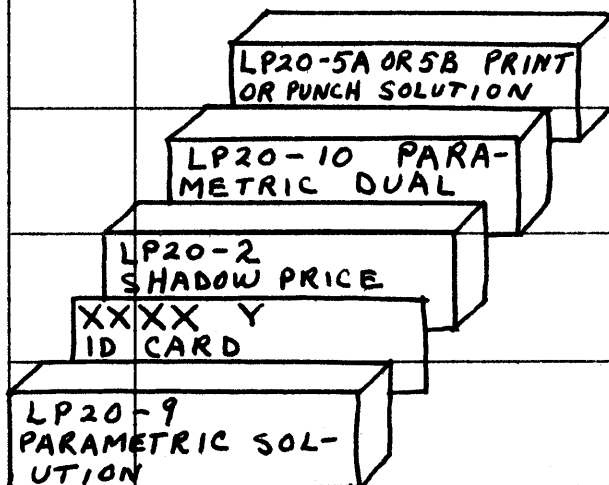 LP20-5A OR 5B PRINT
OR PUNCH SOLUTION
LP20-10 PARA-
METRIC DUAL
LP20-2
SHADOW PRICE
XXXX Y
ID CARD
LP20-9
PARAMETRIC SOL-
UTION